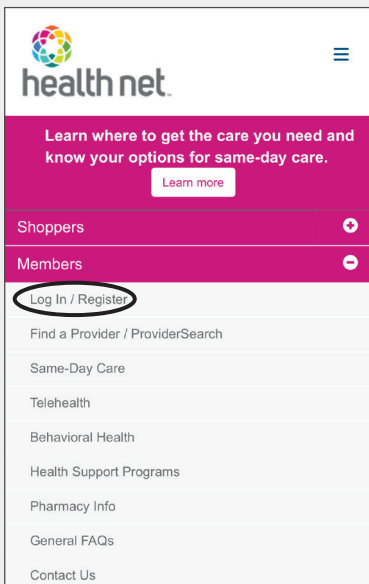 health net.
Learn where to get the care you need and
know your options for same-day care.
Learn more
Shoppers
Members
Log In / Register
Find a Provider / ProviderSearch
Same-Day Care
Telehealth
Behavioral Health
Health Support Programs
Pharmacy Info
General FAQs
Contact Us